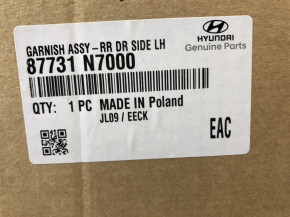 GARNISH ASSY-RR DR SIDE LH
87731 N7000
HYUNDAI
Genuine Parts
QTY: 1 PC MADE IN Poland
JL09 / EECK
EAC